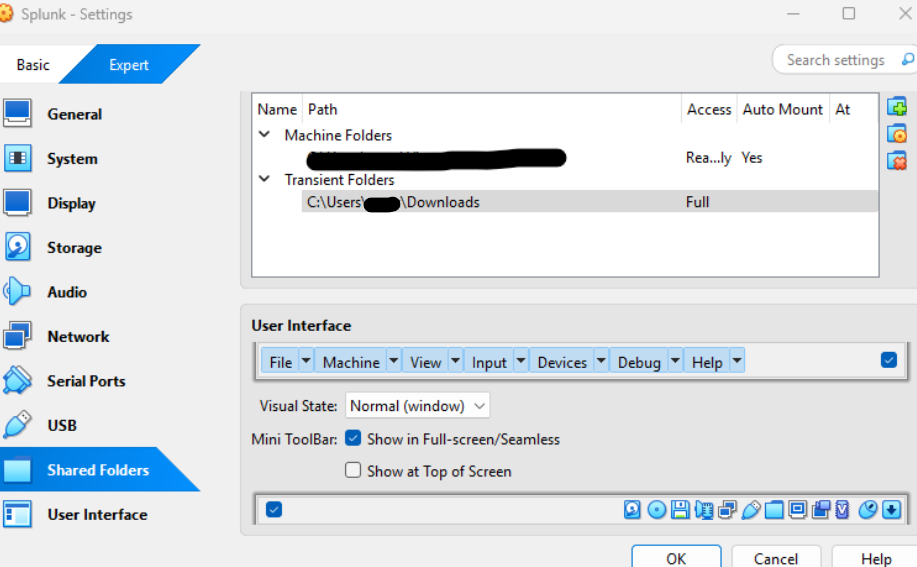 Splunk - Settings
Basic
Expert
Search settings
General
System
Display
Storage
Audio
Network
Serial Ports
USB
Shared Folders
User Interface
Name Path Access Auto Mount At
Machine Folders
Rea...ly Yes
Transient Folders
C:\Users\ \Downloads Full
User Interface
File Machine View Input Devices Debug Help
Visual State: Normal (window)
Mini ToolBar: Show in Full-screen/Seamless
Show at Top of Screen
OK Cancel Help